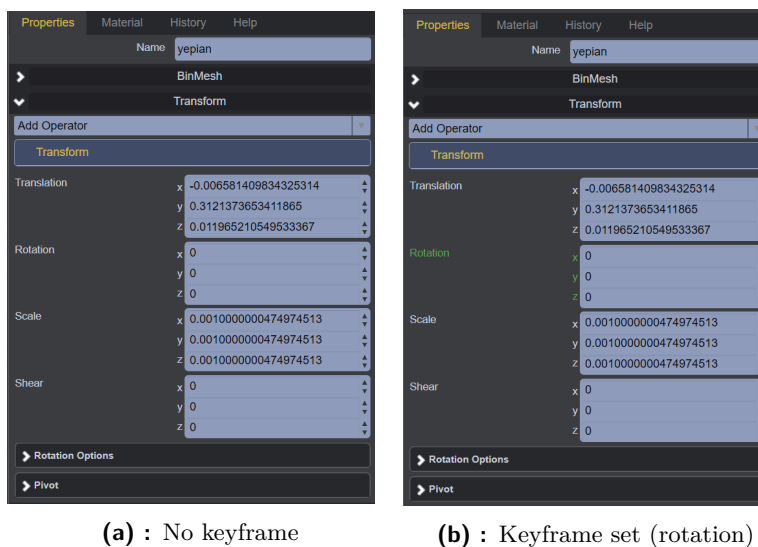 Properties Material History Help
Name yepian
BinMesh
Transform
Add Operator
Transform
Translation x -0.006581409834325314
y 0.3121373653411865
z 0.011965210549533367
Rotation x 0
y 0
z 0
Scale x 0.0010000000474974513
y 0.0010000000474974513
z 0.0010000000474974513
Shear x 0
y 0
z 0
Rotation Options
Pivot
(a) : No keyframe
Properties Material History Help
Name yepian
BinMesh
Transform
Add Operator
Transform
Translation x -0.006581409834325314
y 0.3121373653411865
z 0.011965210549533367
Rotation x 0
y 0
z 0
Scale x 0.0010000000474974513
y 0.0010000000474974513
z 0.0010000000474974513
Shear x 0
y 0
z 0
Rotation Options
Pivot
(b) : Keyframe set (rotation)